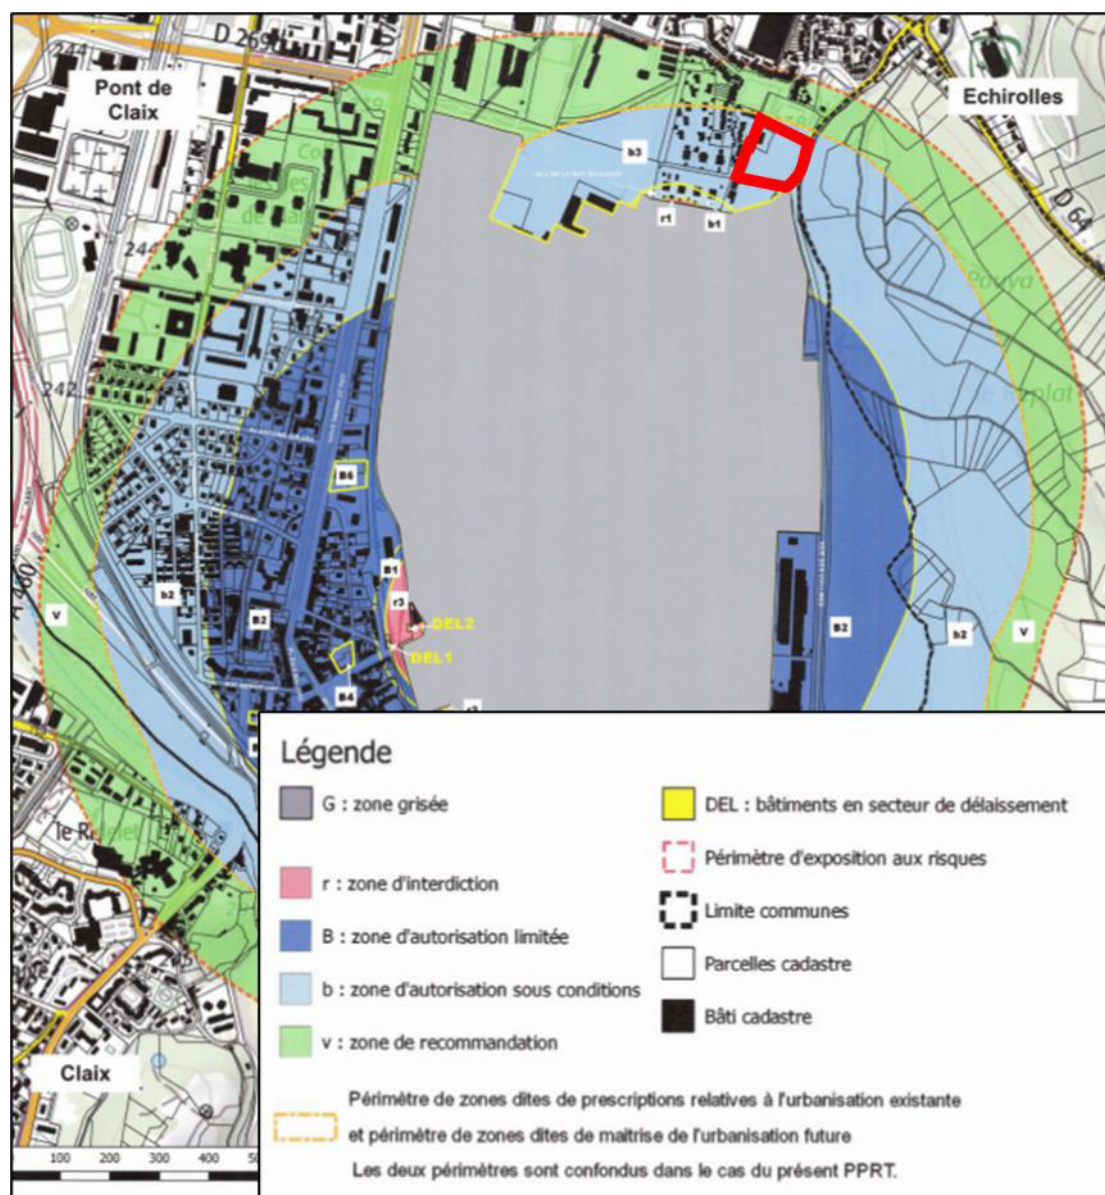 244
D 269
Pont de
Claix
Echirolles
b3
r1
b1
D 64
244
242
Pauva
B6
B1
r3
DEL2
DEL1
A 480
v
b2
B2
B4
B2
b2
v
Légende
G : zone grisée
r : zone d'interdiction
B : zone d'autorisation limitée
b : zone d'autorisation sous conditions
v : zone de recommandation
DEL : bâtiments en secteur de délaissement
Périmètre d'exposition aux risques
Limite communes
Parcelles cadastre
Bâti cadastre
Périmètre de zones dites de prescriptions relatives à l'urbanisation existante
et périmètre de zones dites de maîtrise de l'urbanisation future
Les deux périmètres sont confondus dans le cas du présent PPRT.
Claix
100 200 300 400